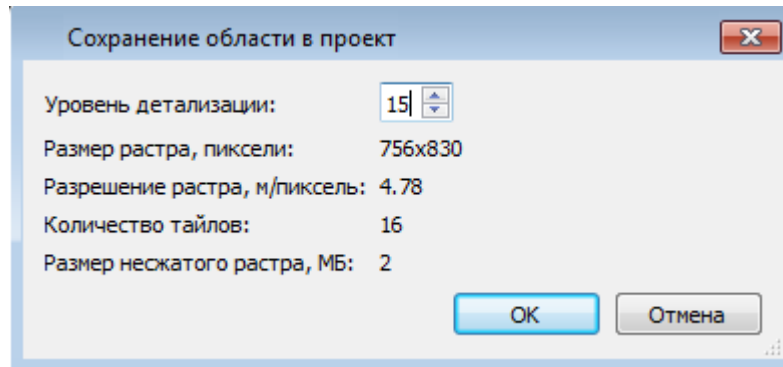 Сохранение области в проект
Уровень детализации: 15
Размер растра, пиксели: 756x830
Разрешение растра, м/пиксель: 4.78
Количество тайлов: 16
Размер несжатого растра, МБ: 2
OK Отмена